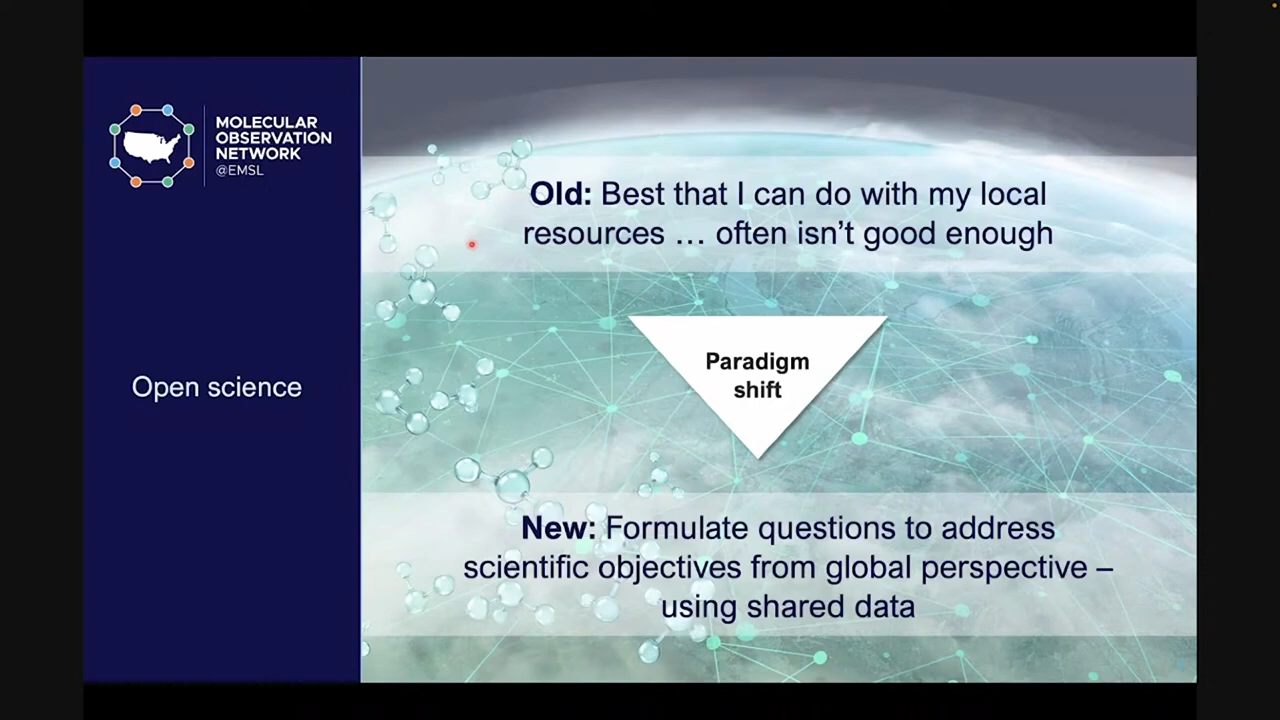 MOLECULAR
OBSERVATION
NETWORK
@EMSL
Open science
Old: Best that I can do with my local
resources … often isn’t good enough
Paradigm
shift
New: Formulate questions to address
scientific objectives from global perspective –
using shared data